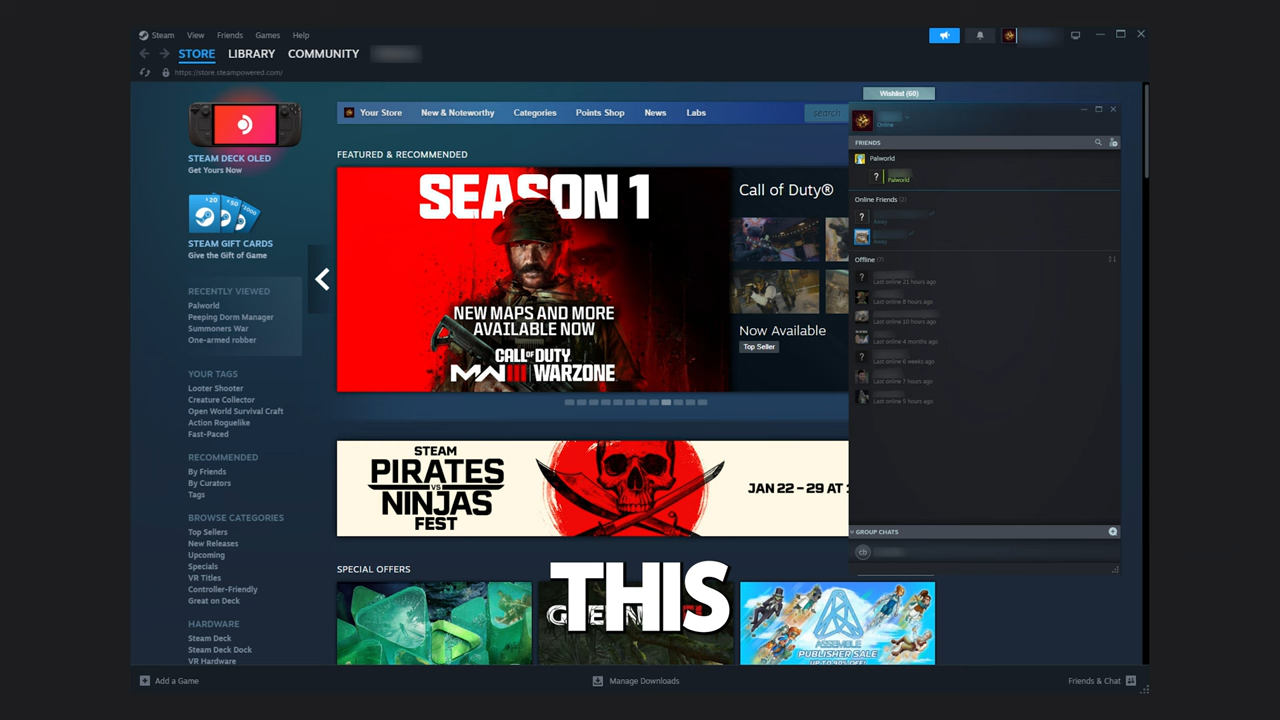 Steam View Friends Games Help
STORE LIBRARY COMMUNITY
https://store.steampowered.com/
Wishlist (60)
Your Store New & Noteworthy Categories Points Shop News Labs search
STEAM DECK OLED
Get Yours Now
STEAM GIFT CARDS
Give the Gift of Game
RECENTLY VIEWED
Palworld
Peeping Dorm Manager
Summoners War
One-armed robber
YOUR TAGS
Looter Shooter
Creature Collector
Open World Survival Craft
Action Roguelike
Fast-Paced
RECOMMENDED
By Friends
By Curators
Tags
BROWSE CATEGORIES
Top Sellers
New Releases
Upcoming
Specials
VR Titles
Controller-Friendly
Great on Deck
HARDWARE
Steam Deck
Steam Deck Dock
VR Hardware
FEATURED & RECOMMENDED
SEASON 1
NEW MAPS AND MORE
AVAILABLE NOW
CALL OF DUTY
MWIII WARZONE
Call of Duty®
Now Available
Top Seller
STEAM
PIRATES
VS
NINJAS
FEST
JAN 22 – 29 AT
SPECIAL OFFERS
THIS
ASSEMBLE
PUBLISHER SALE
UP TO 90% OFF!
Online
FRIENDS
Palworld
Palworld
Online Friends (2)
Away
Away
Offline (7)
Last online 21 hours ago
Last online 8 hours ago
Last online 10 hours ago
Last online 4 months ago
Last online 6 weeks ago
Last online 7 hours ago
Last online 5 hours ago
GROUP CHATS
cb
Add a Game Manage Downloads Friends & Chat